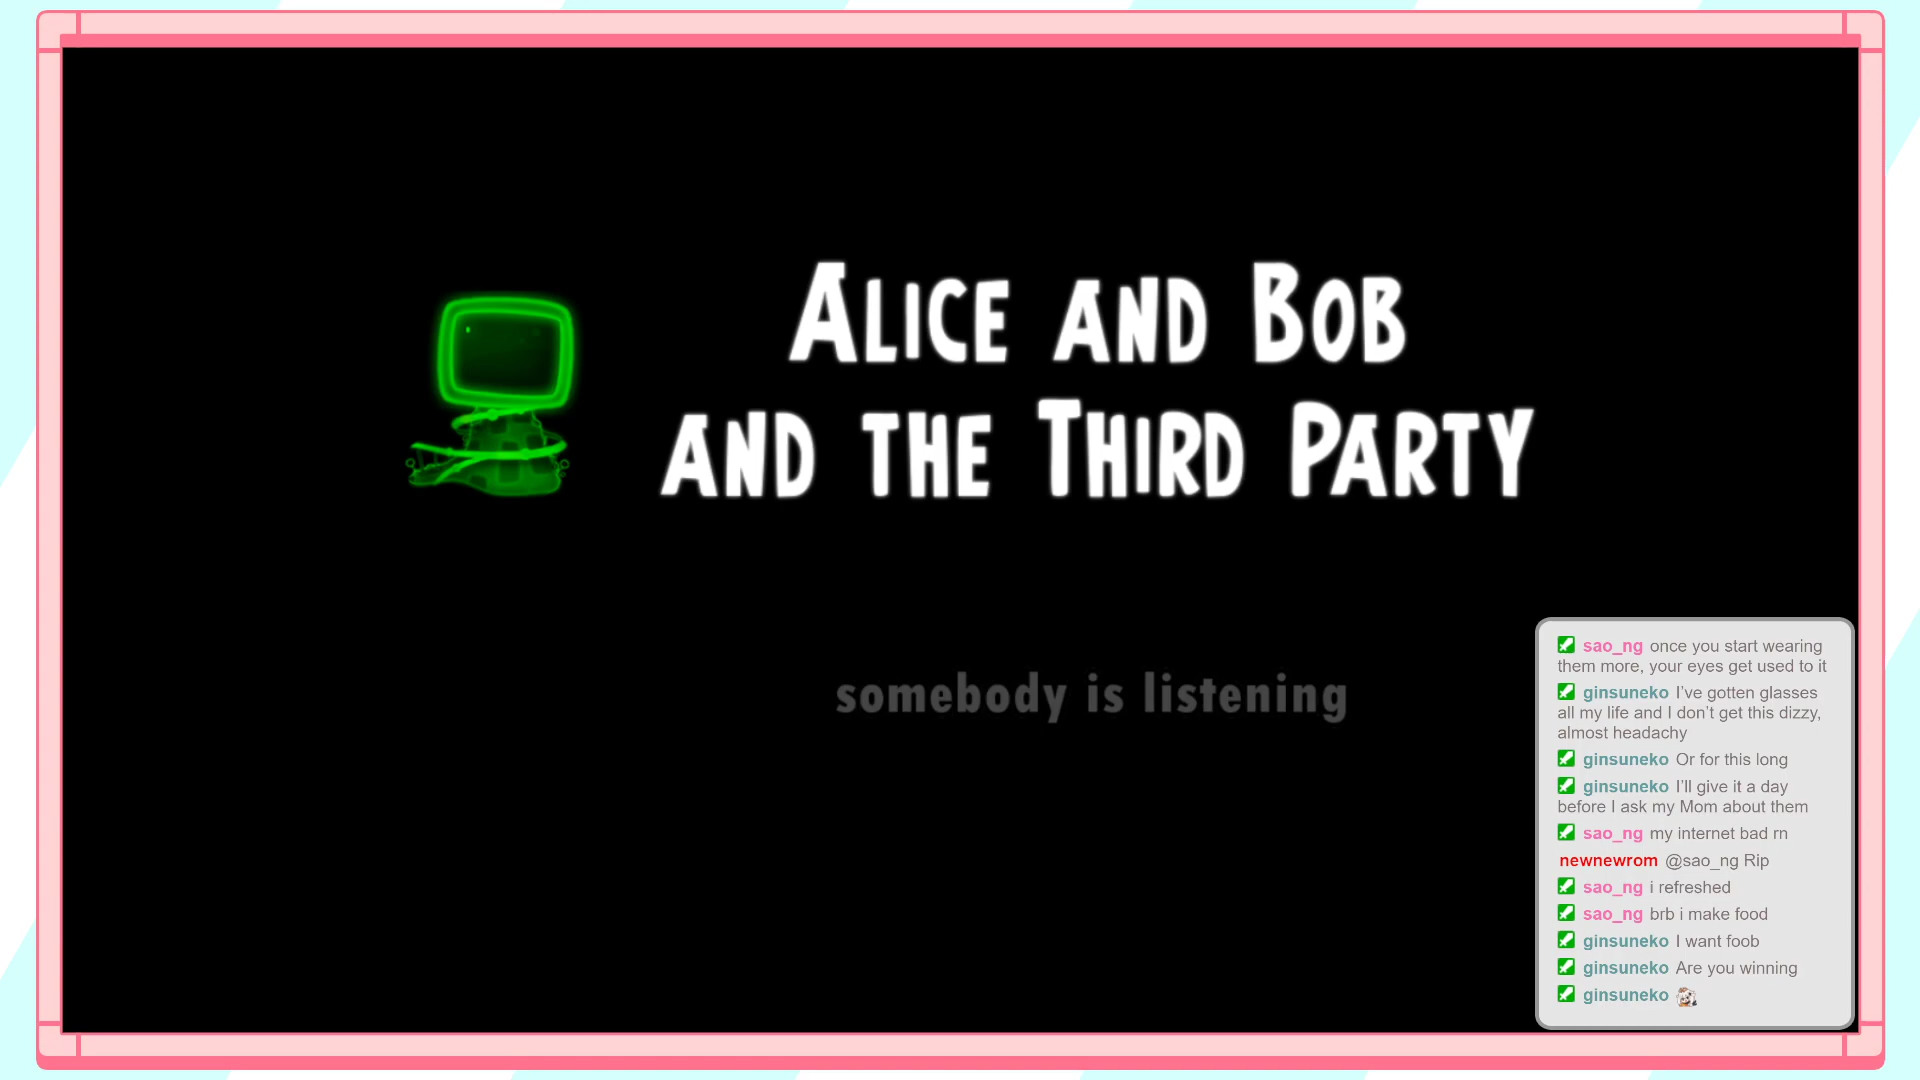 Alice and Bob
and the Third Party
somebody is listening
sao_ng once you start wearing
them more, your eyes get used to it
ginsuneko I've gotten glasses
all my life and I don't get this dizzy,
almost headachy
ginsuneko Or for this long
ginsuneko I'll give it a day
before I ask my Mom about them
sao_ng my internet bad rn
newnewrom @sao_ng Rip
sao_ng i refreshed
sao_ng brb i make food
ginsuneko I want foob
ginsuneko Are you winning
ginsuneko